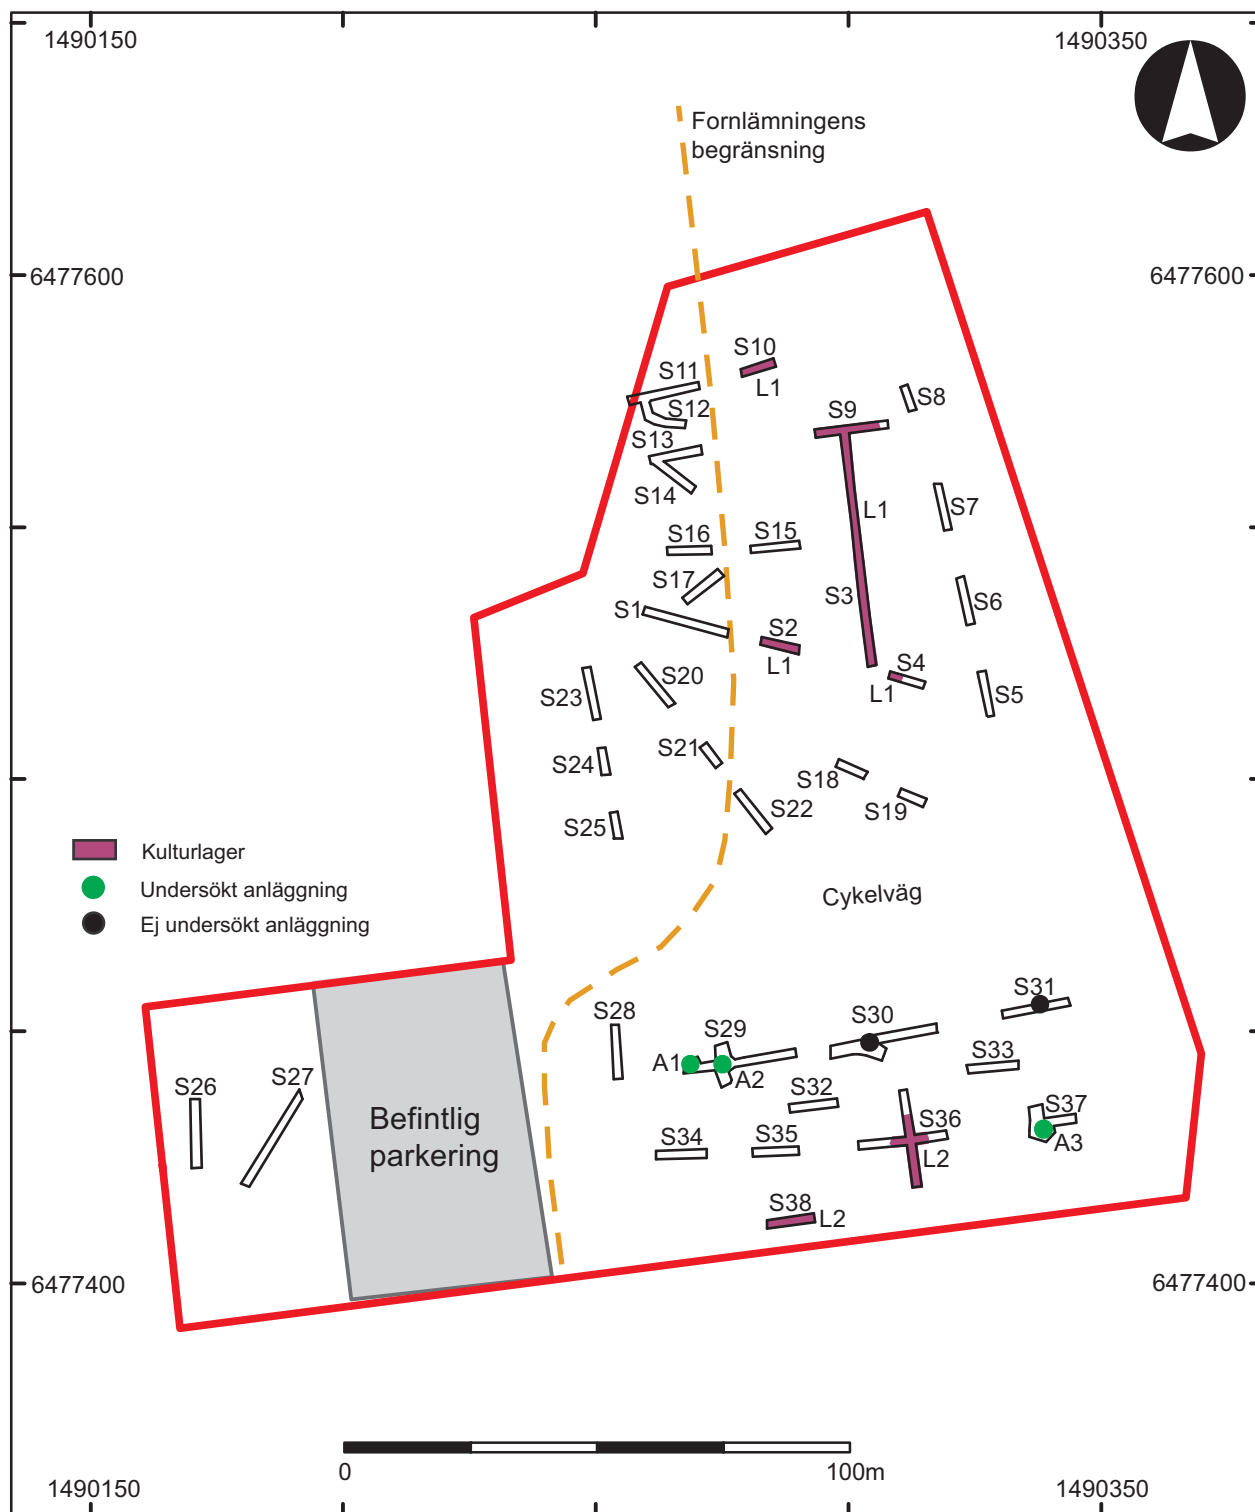 1490150
1490350
Fornlämningens
begränsning
6477600
6477600
S10
S11
L1
S8
S12
S9
S13
S14
S7
L1
S16
S15
S17
S3
S6
S1
S2
L1
S4
S20
L1
S5
S23
S21
S24
S18
S19
S22
S25
Kulturlager
Undersökt anläggning
Ej undersökt anläggning
Cykelväg
S31
S28
S30
S29
S33
A1
A2
S26
S27
S32
Befintlig
parkering
S37
S36
S34
S35
A3
L2
S38
L2
6477400
6477400
0
100m
1490150
1490350